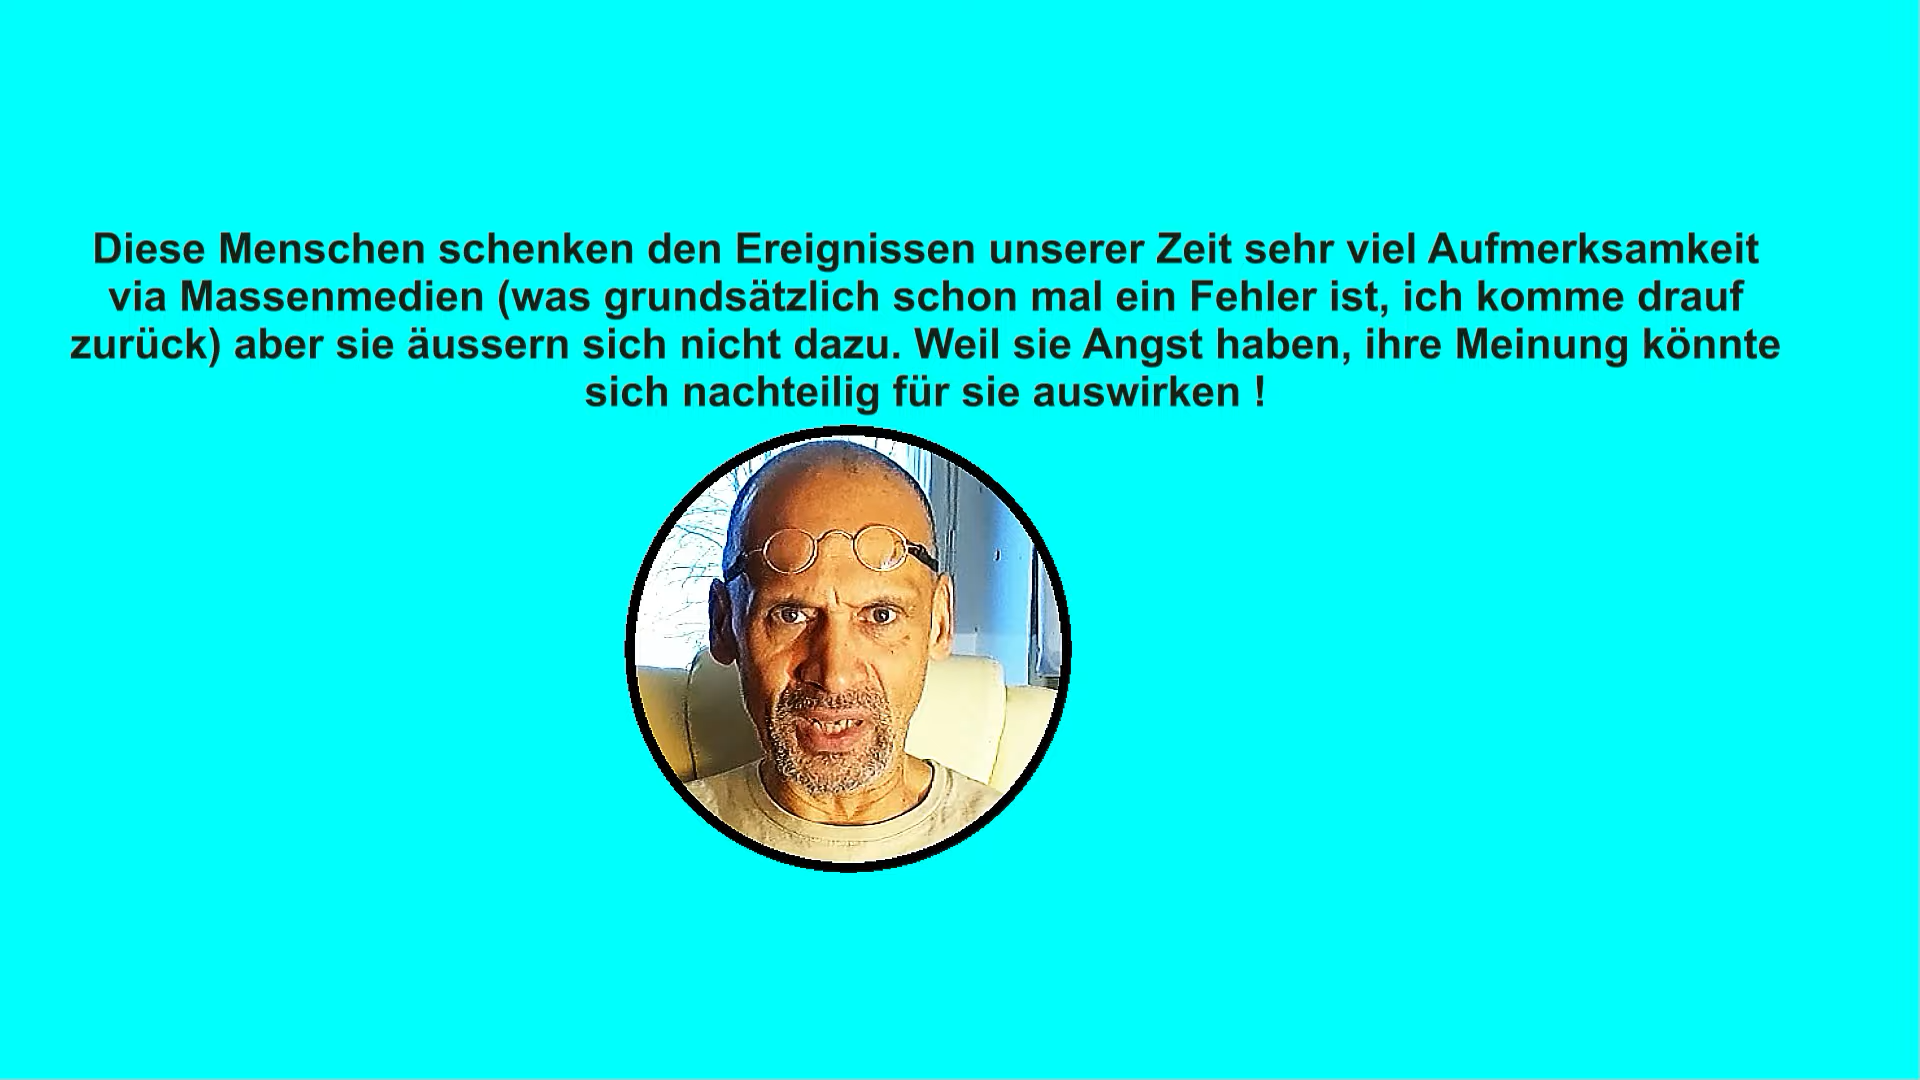 Diese Menschen schenken den Ereignissen unserer Zeit sehr viel Aufmerksamkeit
via Massenmedien (was grundsätzlich schon mal ein Fehler ist, ich komme drauf
zurück) aber sie äussern sich nicht dazu. Weil sie Angst haben, ihre Meinung könnte
sich nachteilig für sie auswirken !